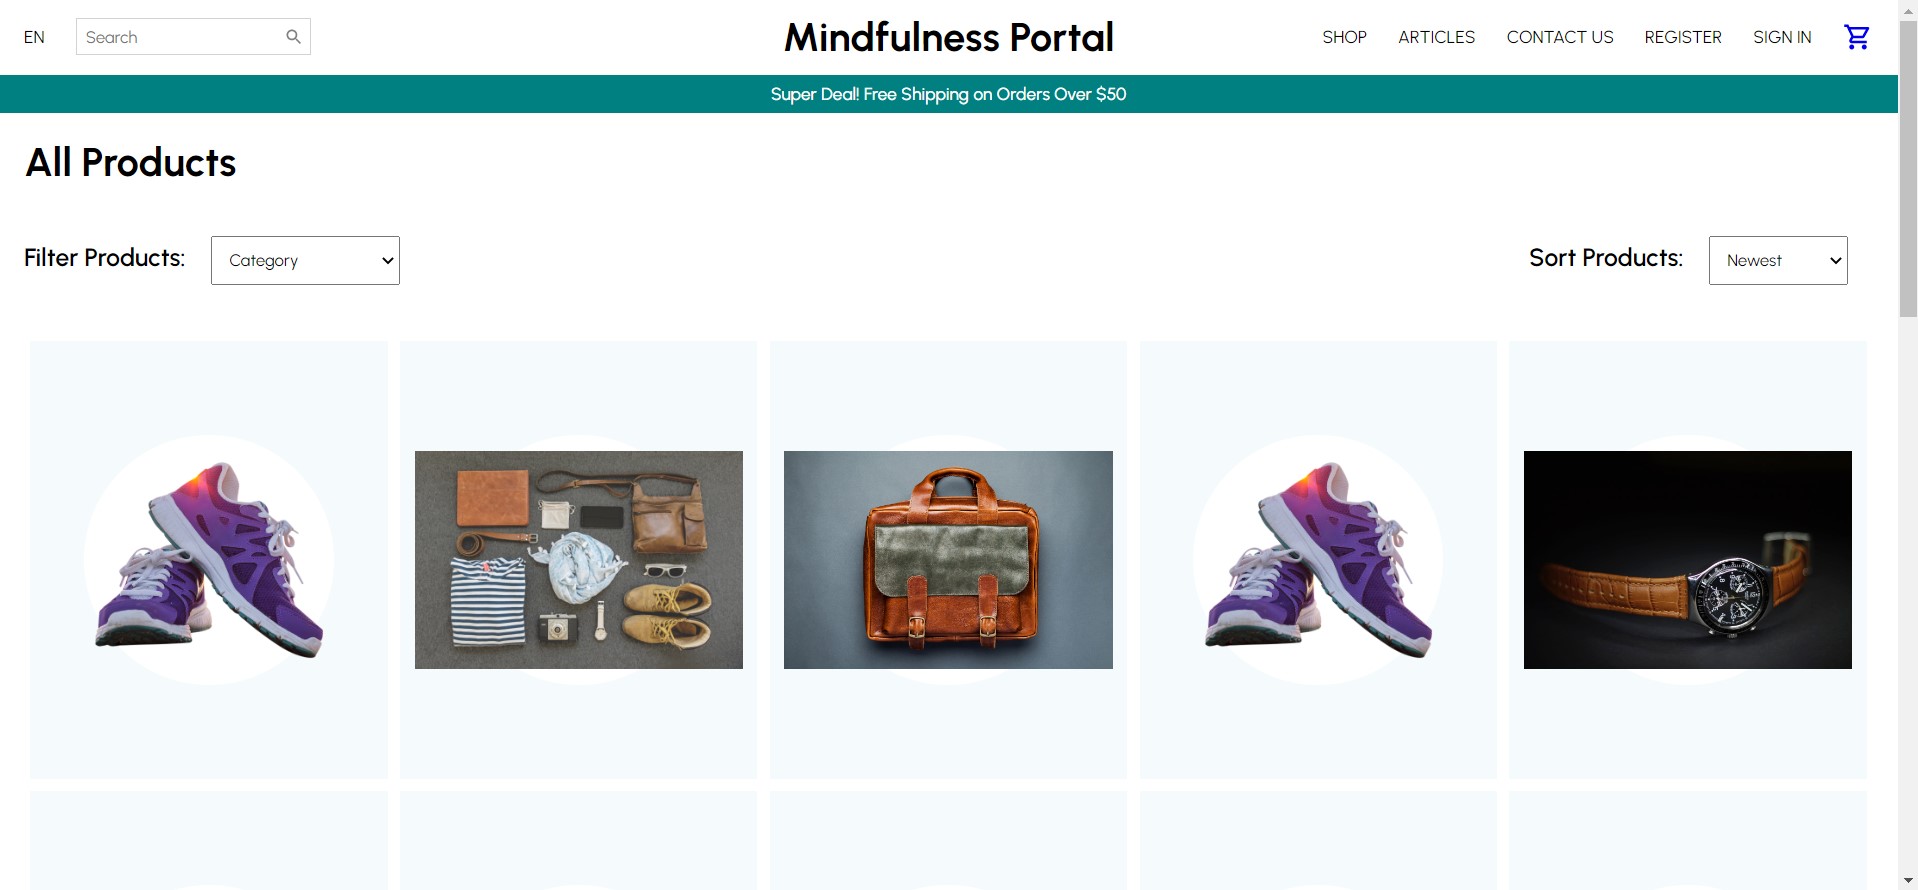 EN
Search
Mindfulness Portal
SHOP
ARTICLES
CONTACT US
REGISTER
SIGN IN
Super Deal! Free Shipping on Orders Over $50
All Products
Filter Products:
Category
Sort Products:
Newest